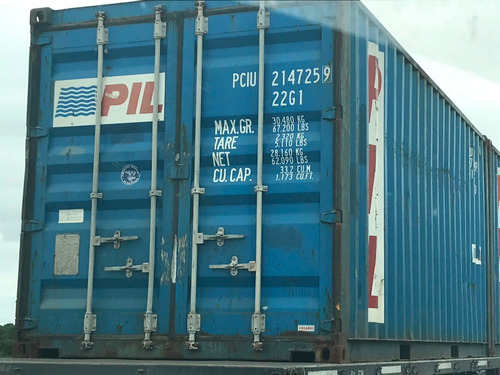 PIL
PCIU 214725 9
22G1
MAX.GR. 30.480 KG
67.200 LBS
TARE 2.320 KG
5.110 LBS
NET 28.160 KG
62.090 LBS
CU. CAP. 33.2 CU.M.
1.173 CU.FT.
PIL